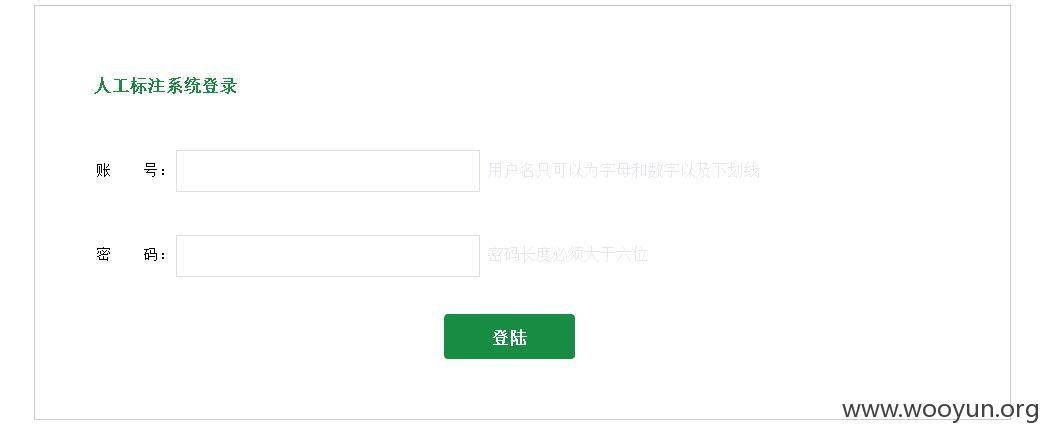 人工标注系统登录
账 号： 用户名只可以为字母和数字以及下划线
密 码： 密码长度必须大于六位
登陆
www.wooyun.org